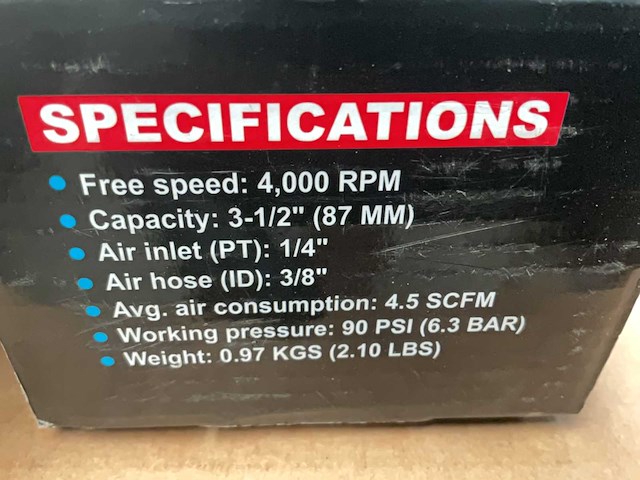 SPECIFICATIONS
Free speed: 4,000 RPM
Capacity: 3-1/2" (87 MM)
Air inlet (PT): 1/4"
Air hose (ID): 3/8"
Avg. air consumption: 4.5 SCFM
Working pressure: 90 PSI (6.3 BAR)
Weight: 0.97 KGS (2.10 LBS)